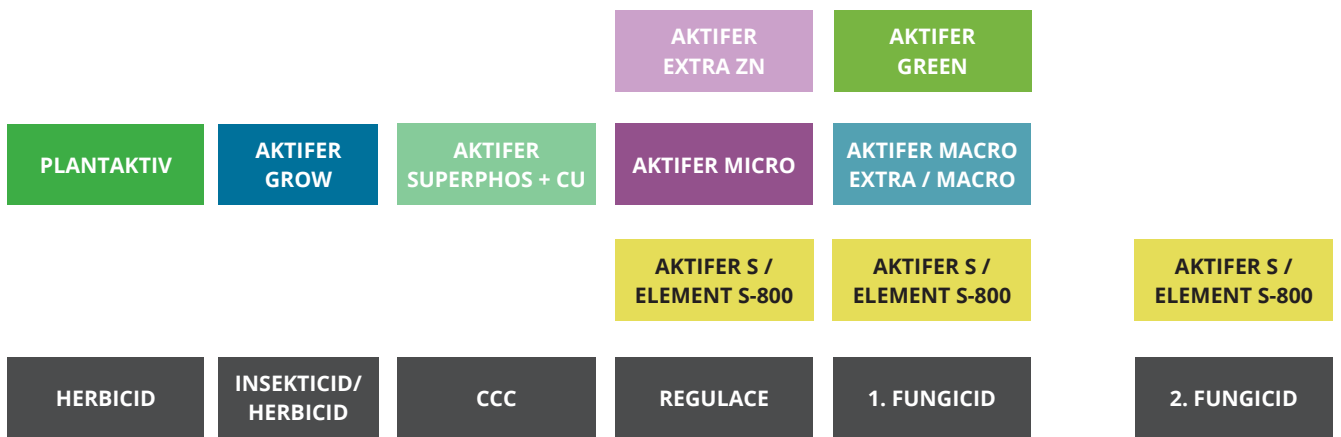 AKTIFER
EXTRA ZN
AKTIFER
GREEN
PLANTAKTIV
AKTIFER
GROW
AKTIFER
SUPERPHOS + CU
AKTIFER MICRO
AKTIFER MACRO
EXTRA / MACRO
AKTIFER S /
ELEMENT S-800
AKTIFER S /
ELEMENT S-800
AKTIFER S /
ELEMENT S-800
HERBICID
INSEKTICID/
HERBICID
CCC
REGULACE
1. FUNGICID
2. FUNGICID